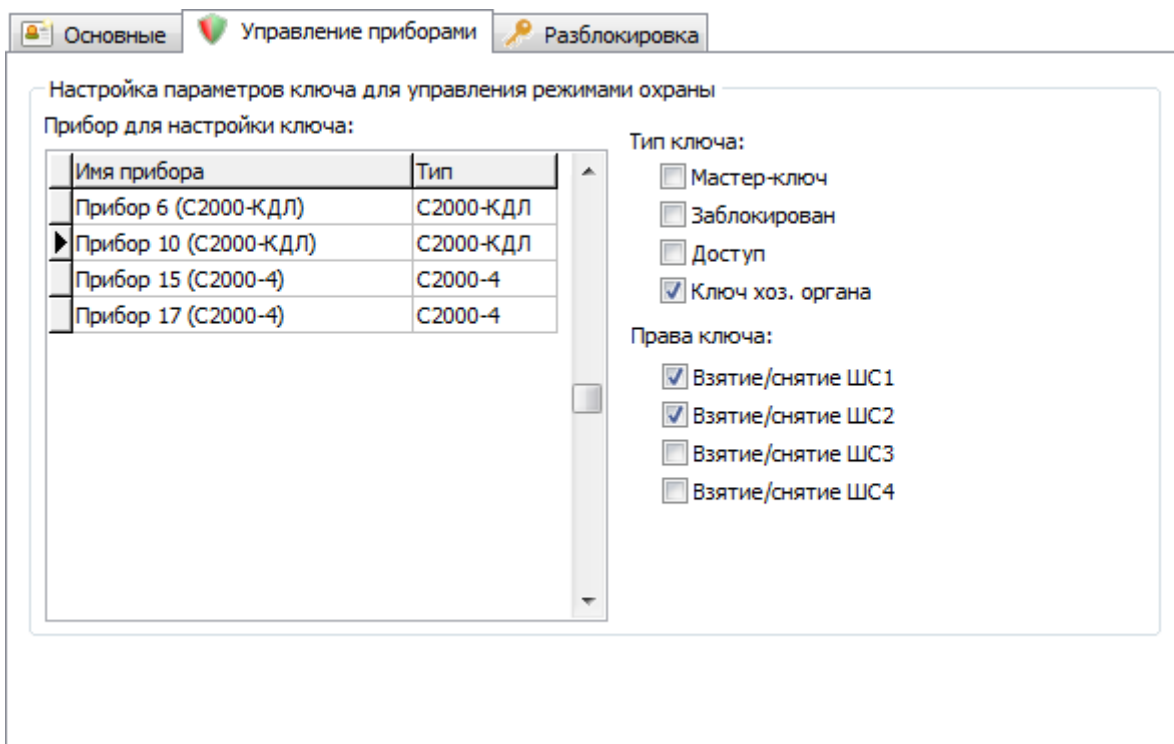 Основные Управление приборами Разблокировка
Настройка параметров ключа для управления режимами охраны
Прибор для настройки ключа:
Имя прибора Тип
Прибор 6 (С2000-КДЛ) С2000-КДЛ
Прибор 10 (С2000-КДЛ) С2000-КДЛ
Прибор 15 (С2000-4) С2000-4
Прибор 17 (С2000-4) С2000-4
Тип ключа:
Мастер-ключ
Заблокирован
Доступ
Ключ хоз. органа
Права ключа:
Взятие/снятие ШС1
Взятие/снятие ШС2
Взятие/снятие ШС3
Взятие/снятие ШС4